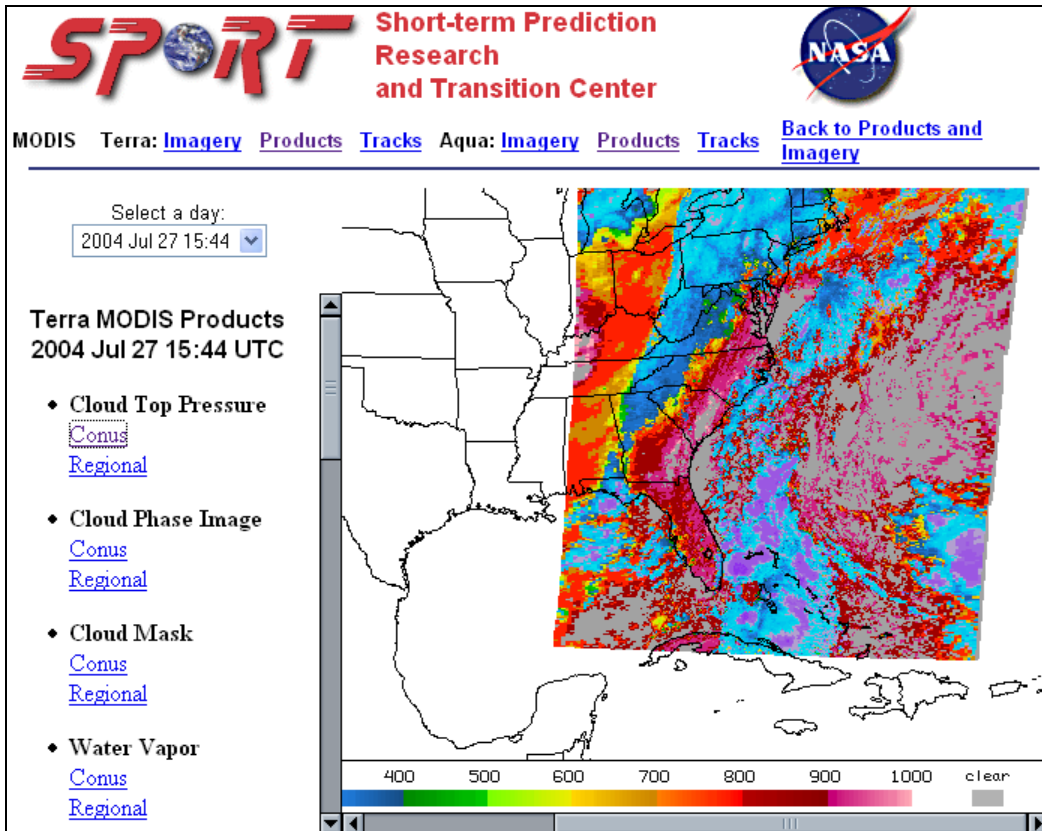 SPORT
Short-term Prediction
Research
and Transition Center
NASA
MODIS Terra: Imagery Products Tracks Aqua: Imagery Products Tracks Back to Products and
Imagery
Select a day:
2004 Jul 27 15:44
Terra MODIS Products
2004 Jul 27 15:44 UTC
Cloud Top Pressure
Conus
Regional
Cloud Phase Image
Conus
Regional
Cloud Mask
Conus
Regional
Water Vapor
Conus
Regional
400 500 600 700 800 900 1000 clear